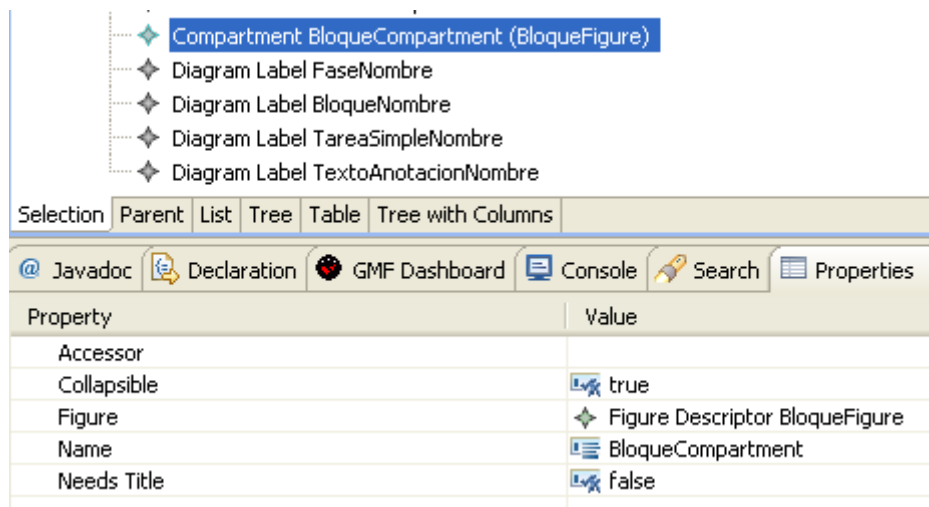 Compartment BloqueCompartment (BloqueFigure)
Diagram Label FaseNombre
Diagram Label BloqueNombre
Diagram Label TareaSimpleNombre
Diagram Label TextoAnotacionNombre
Selection Parent List Tree Table Tree with Columns
@ Javadoc Declaration GMF Dashboard Console Search Properties
Property Value
Accessor
Collapsible true
Figure Figure Descriptor BloqueFigure
Name BloqueCompartment
Needs Title false